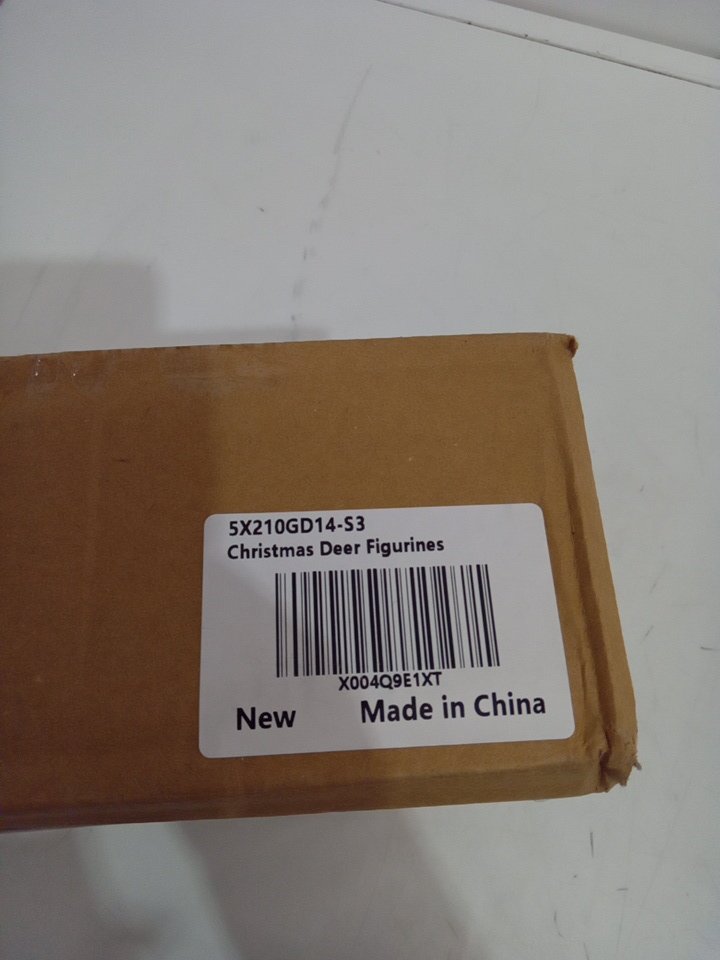 5X210GD14-S3
Christmas Deer Figurines
X004Q9E1XT
New Made in China